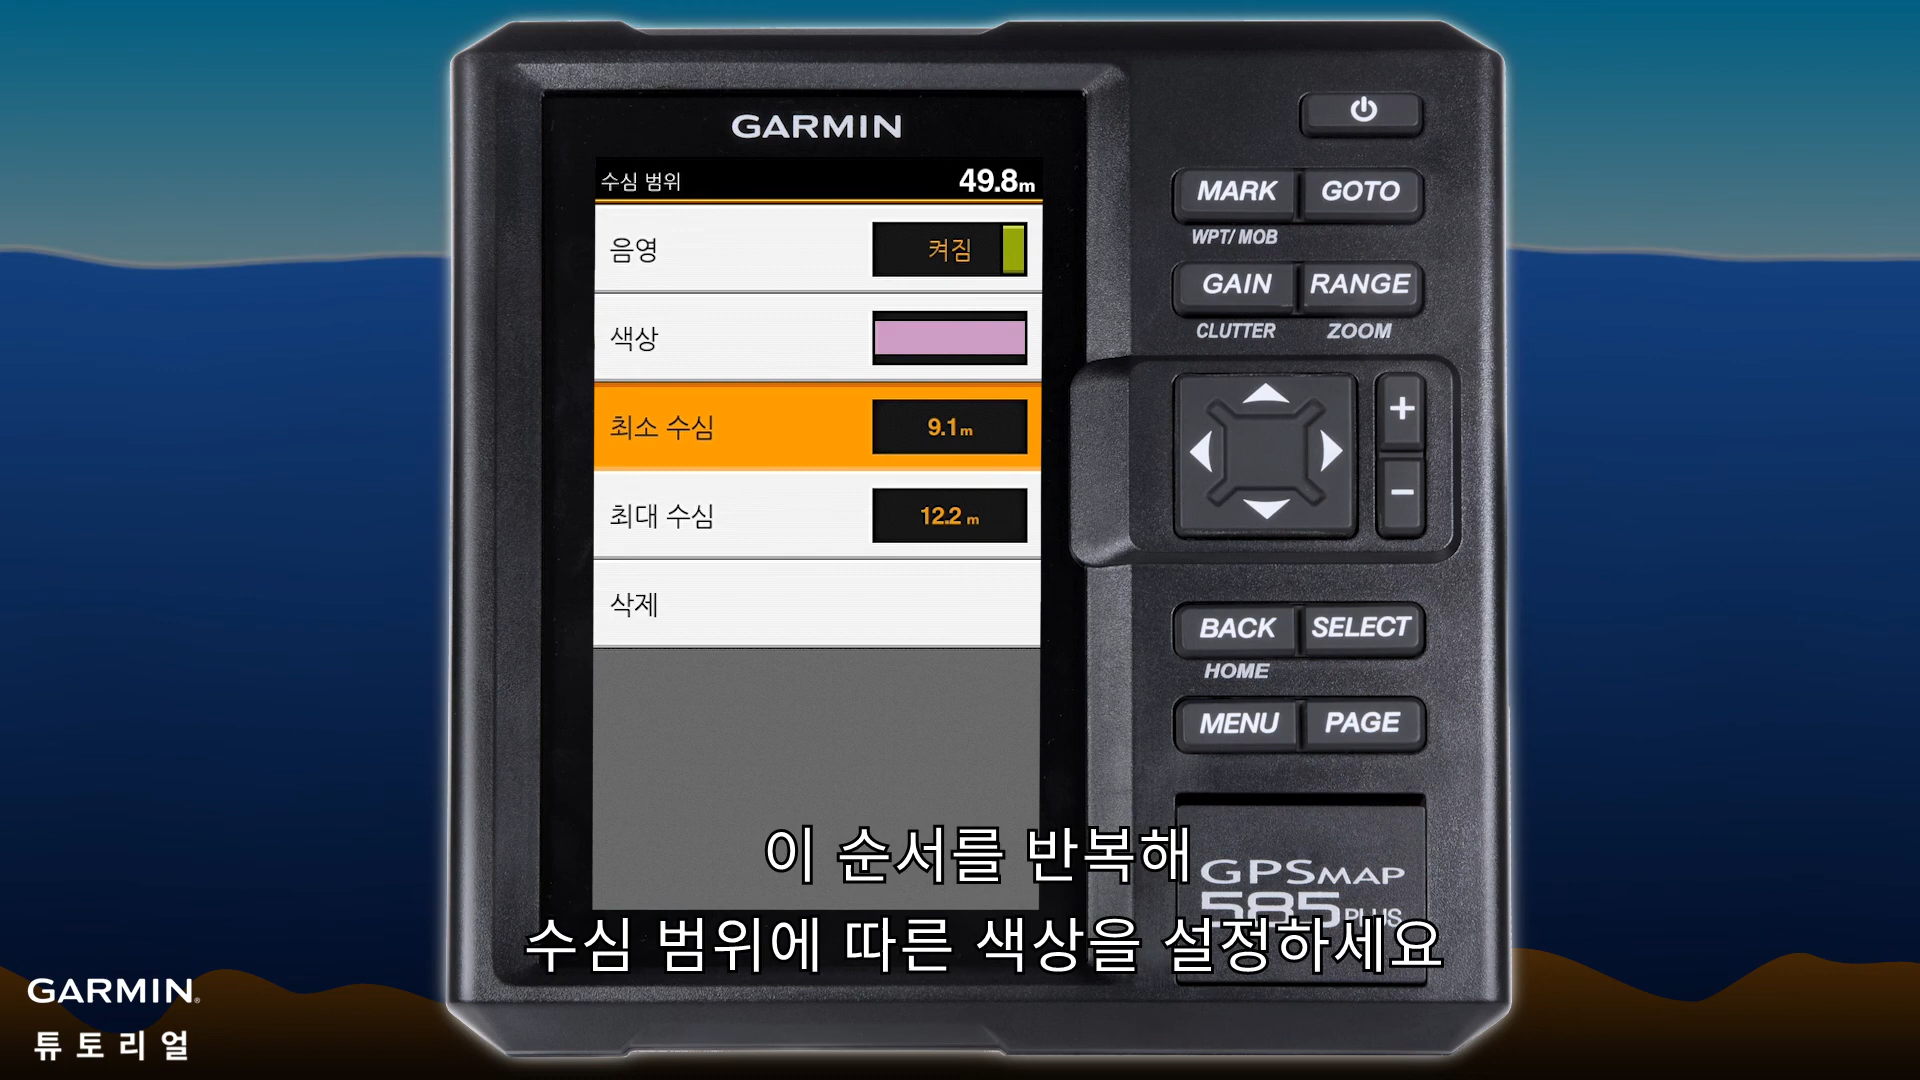 GARMIN
수심 범위 49.8m
음영 켜짐
색상
최소 수심 9.1m
최대 수심 12.2 m
삭제
MARK GOTO
WPT/ MOB
GAIN RANGE
CLUTTER ZOOM
+
−
BACK SELECT
HOME
MENU PAGE
GPSMAP
585 PLUS
이 순서를 반복해
수심 범위에 따른 색상을 설정하세요
GARMIN®
튜토리얼